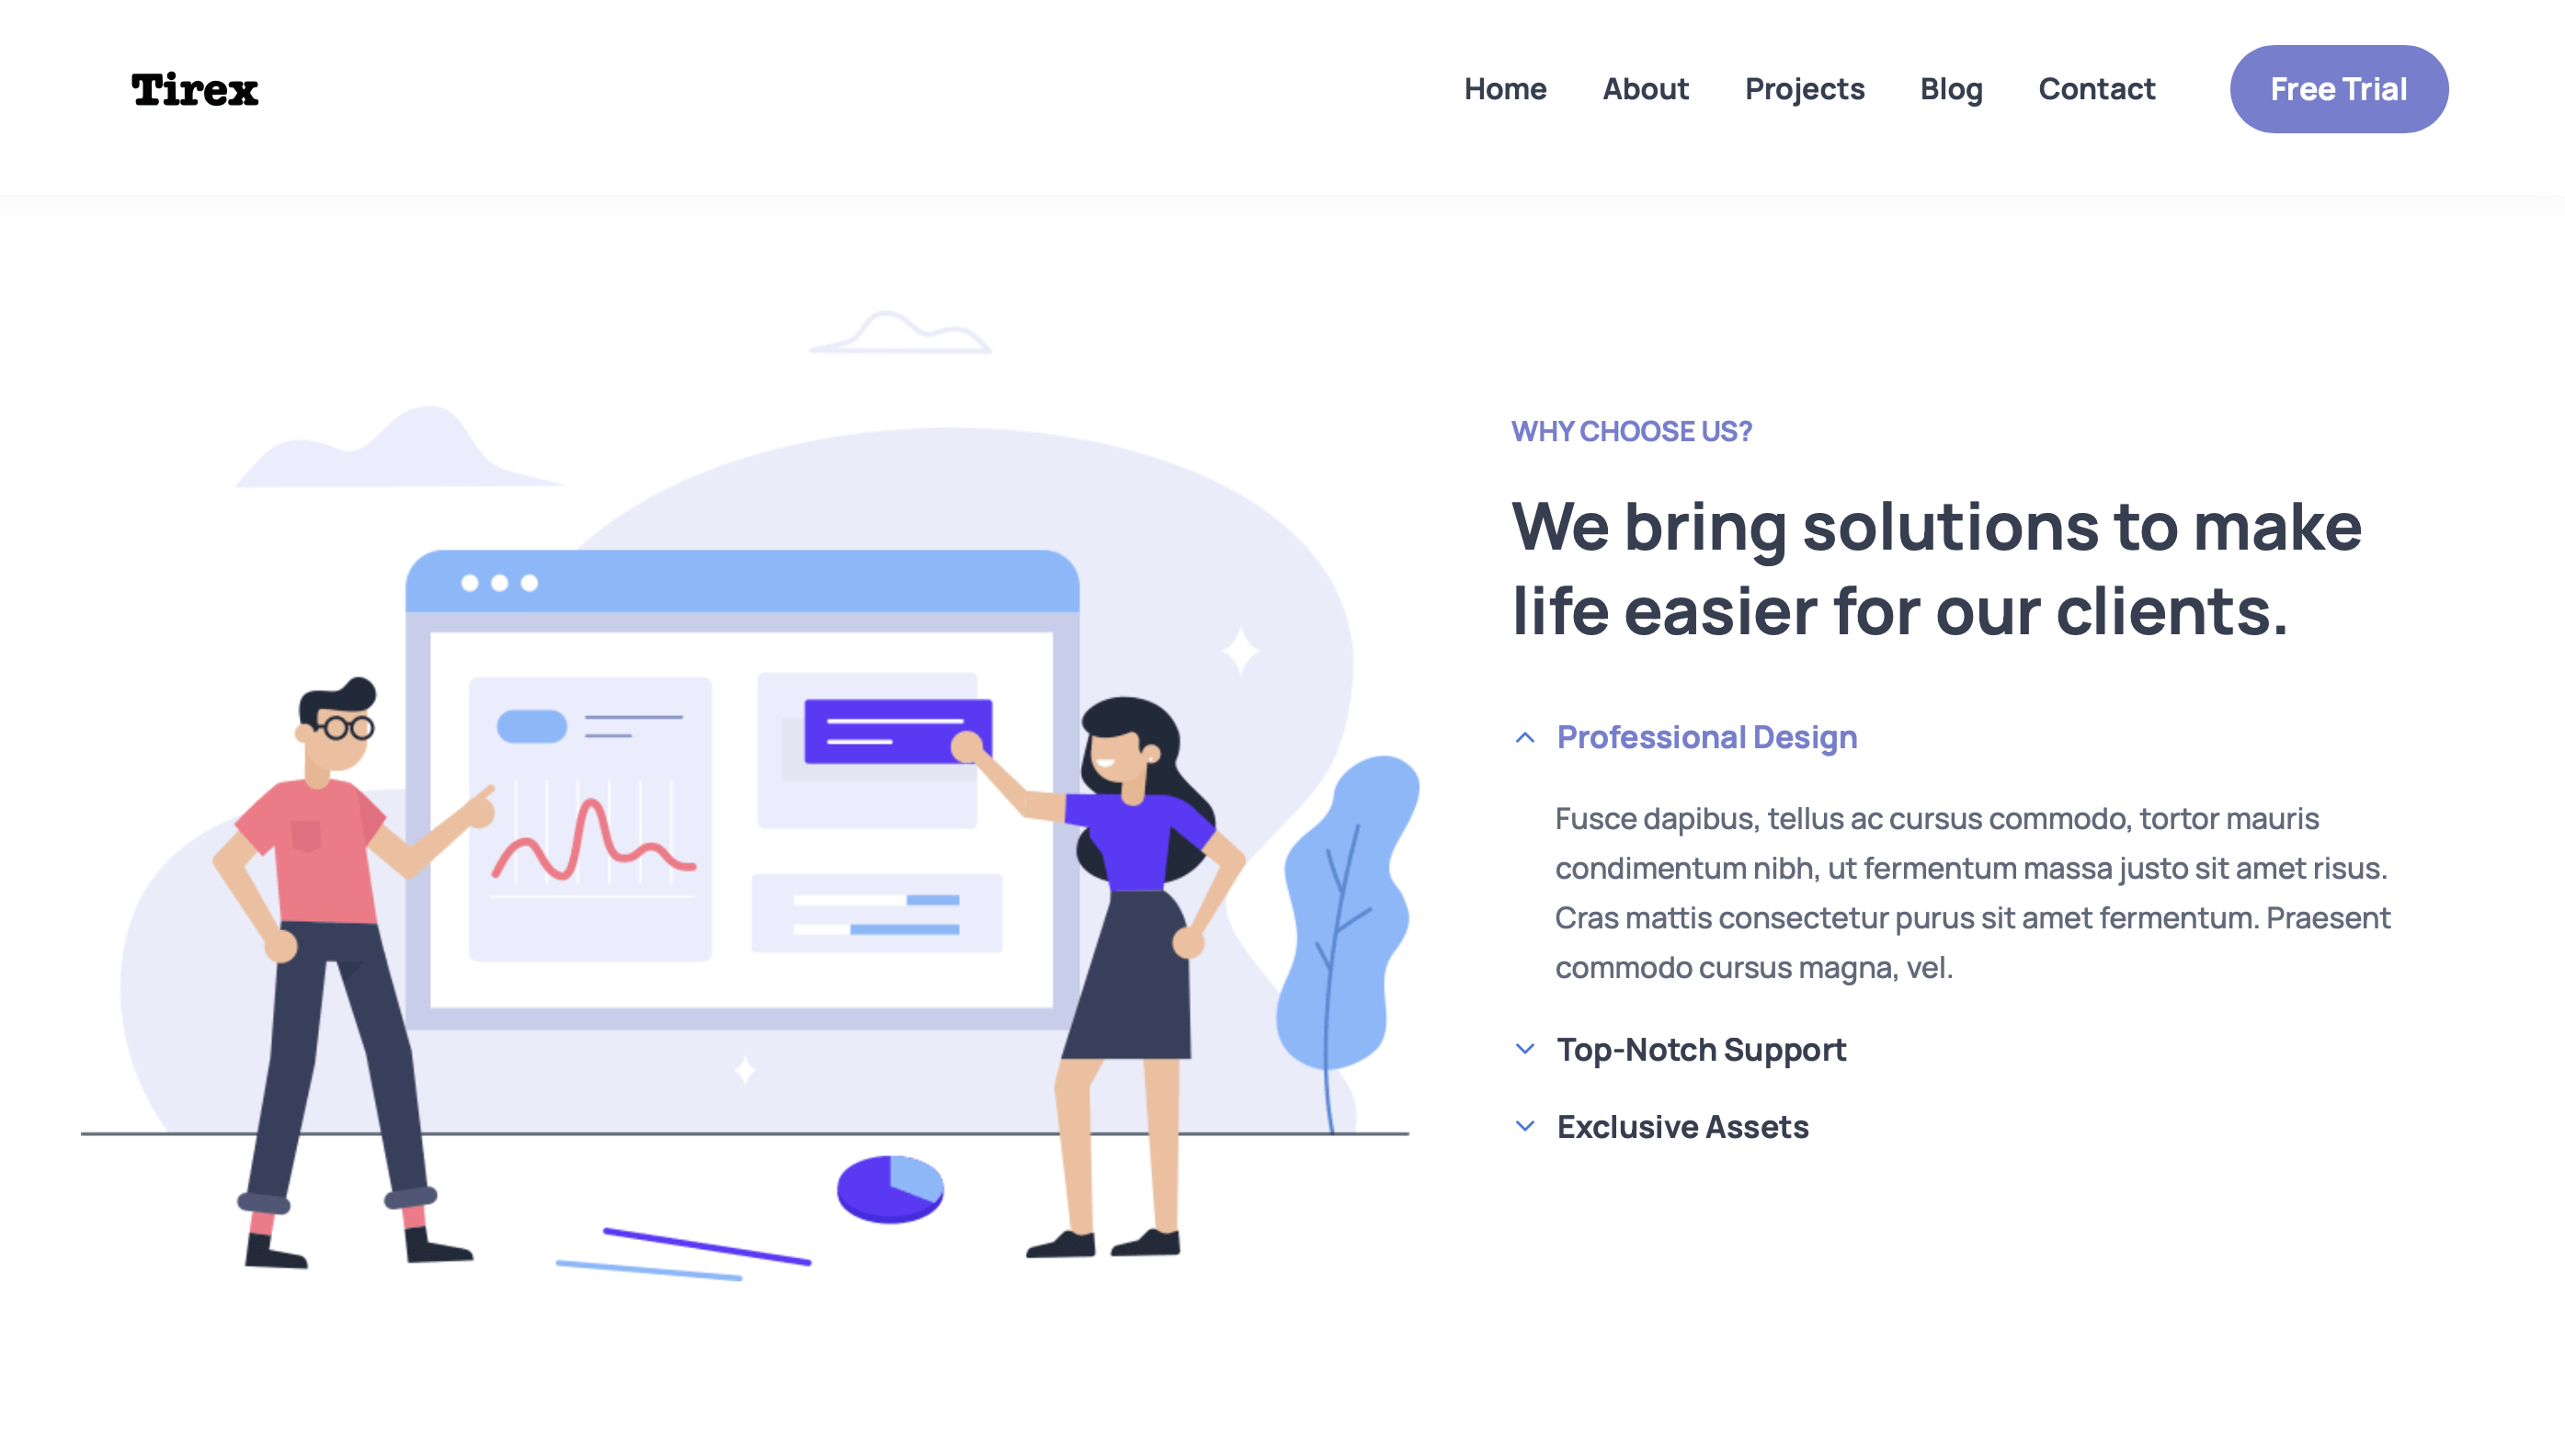 Tirex
Home About Projects Blog Contact Free Trial
WHY CHOOSE US?
We bring solutions to make
life easier for our clients.
Professional Design
Fusce dapibus, tellus ac cursus commodo, tortor mauris
condimentum nibh, ut fermentum massa justo sit amet risus.
Cras mattis consectetur purus sit amet fermentum. Praesent
commodo cursus magna, vel.
Top-Notch Support
Exclusive Assets